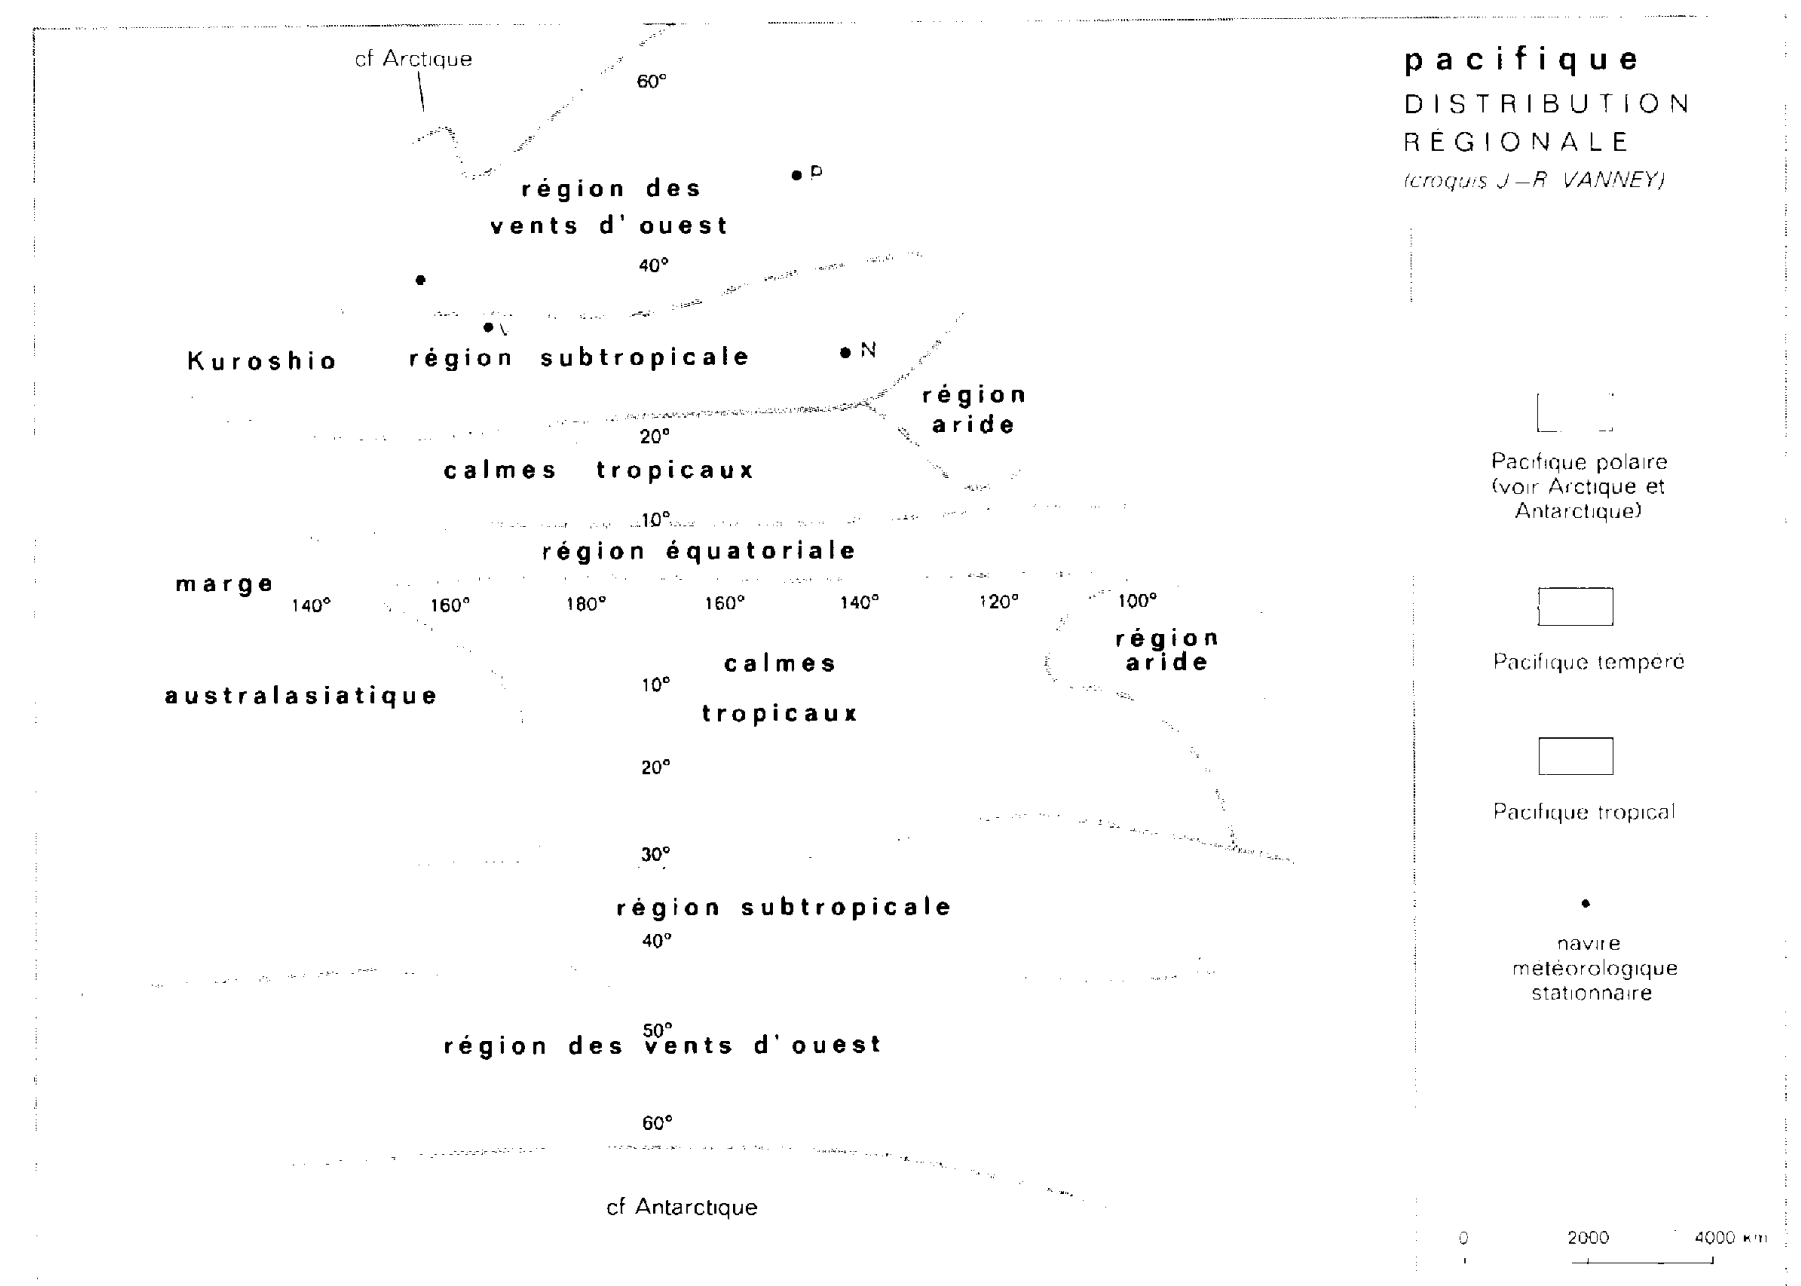 cf Arctique
60°
pacifique
DISTRIBUTION
RÉGIONALE
(croquis J–R VANNEY)
P
région des
vents d' ouest
40°
V
Kuroshio
région subtropicale
N
région
aride
20°
calmes tropicaux
10°
région équatoriale
marge
140°
160°
180°
160°
140°
120°
100°
région
aride
calmes
10°
australasiatique
tropicaux
20°
30°
région subtropicale
40°
50°
région des vents d' ouest
60°
cf Antarctique
Pacifique polaire
(voir Arctique et
Antarctique)
Pacifique tempéré
Pacifique tropical
navire
météorologique
stationnaire
0 2000 4000 km